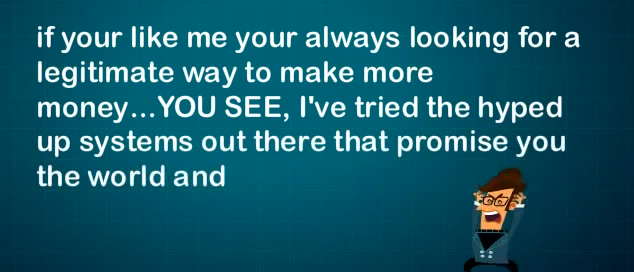 if your like me your always looking for a
legitimate way to make more
money...YOU SEE, I've tried the hyped
up systems out there that promise you
the world and